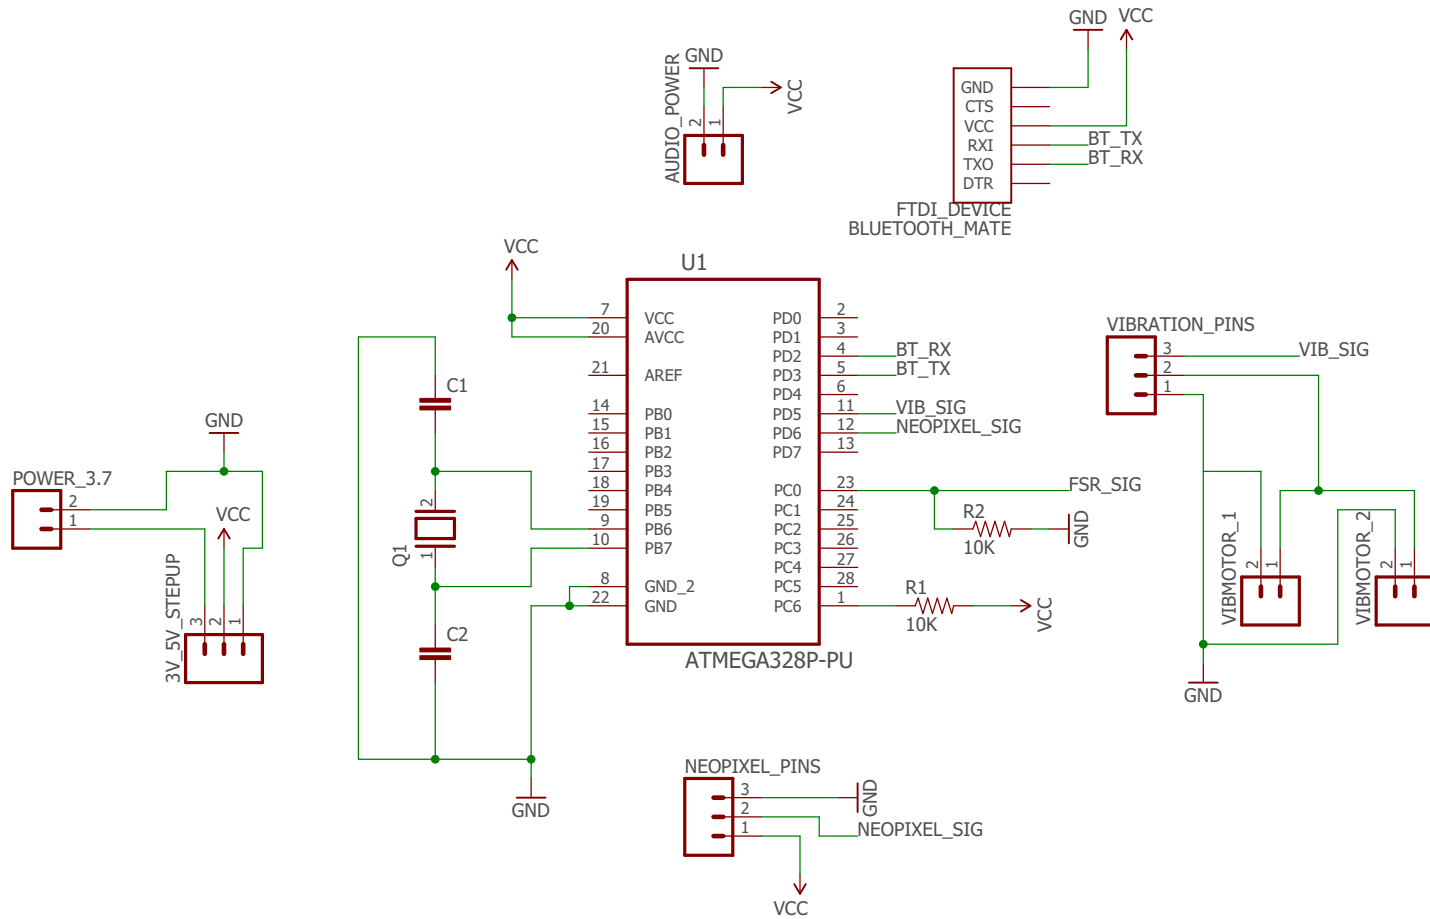 GND
VCC
AUDIO_POWER
GND
2
1
VCC
GND
CTS
VCC
RXI
TXO
DTR
BT_TX
BT_RX
FTDI_DEVICE
BLUETOOTH_MATE
VCC
U1
7
20
21
14
15
16
17
18
19
9
10
8
22
VCC
AVCC
AREF
PB0
PB1
PB2
PB3
PB4
PB5
PB6
PB7
GND_2
GND
PD0
PD1
PD2
PD3
PD4
PD5
PD6
PD7
PC0
PC1
PC2
PC3
PC4
PC5
PC6
2
3
4
5
6
11
12
13
23
24
25
26
27
28
1
BT_RX
BT_TX
VIB_SIG
NEOPIXEL_SIG
FSR_SIG
R2
10K
GND
R1
10K
VCC
ATMEGA328P-PU
C1
2
Q1
1
C2
GND
GND
POWER_3.7
2
1
VCC
3V_5V_STEPUP
3
2
1
VIBRATION_PINS
3
2
1
VIB_SIG
VIBMOTOR_1
2
1
VIBMOTOR_2
2
1
GND
NEOPIXEL_PINS
3
2
1
GND
NEOPIXEL_SIG
VCC